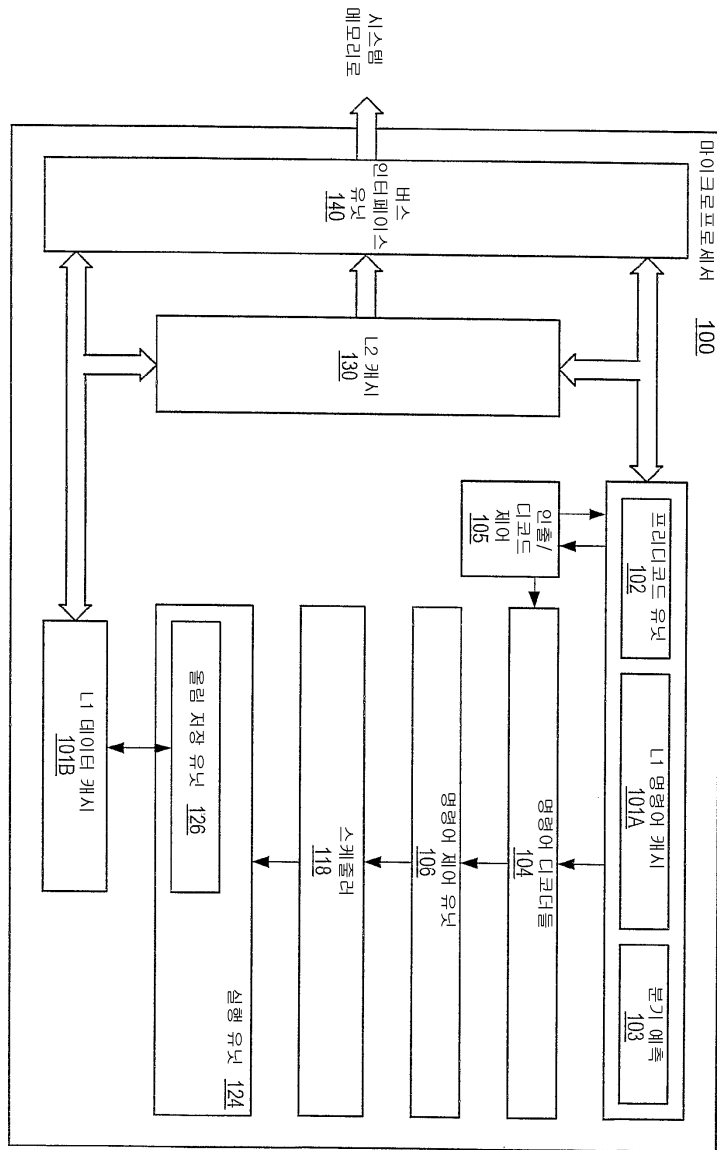 마이크로프로세서 100
프리디코드 유닛
102
L1 명령어 캐시
101A
분기 예측
103
인출/
디코드
제어
105
명령어 디코더들
104
명령어 제어 유닛
106
스케줄러
118
실행 유닛 124
올림 저장 유닛 126
L1 데이터 캐시
101B
L2 캐시
130
버스
인터페이스
유닛
140
시스템
메모리로